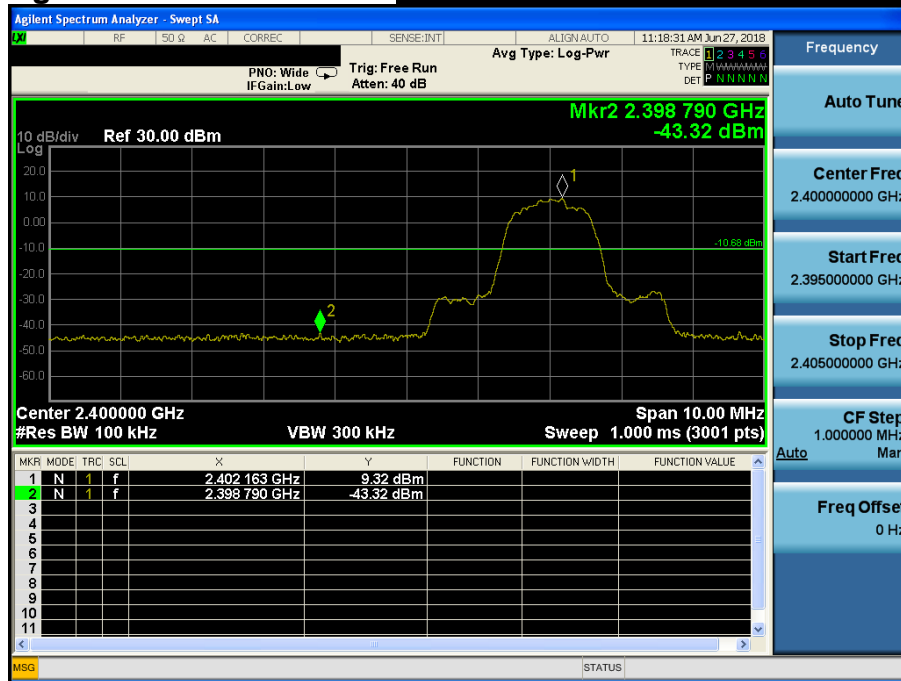 Agilent Spectrum Analyzer - Swept SA
LXI RF 50 Ω AC CORREC SENSE:INT ALIGN AUTO 11:18:31 AM Jun 27, 2018
Avg Type: Log-Pwr TRACE 1 2 3 4 5 6
PNO: Wide Trig: Free Run TYPE M WWWWW
IFGain:Low Atten: 40 dB DET P N N N N N
Mkr2 2.398 790 GHz
10 dB/div Ref 30.00 dBm -43.32 dBm
Log
20.0
10.0
0.00
-10.0
-20.0
-30.0
-40.0
-50.0
-60.0
1
-10.68 dBm
2
Center 2.400000 GHz Span 10.00 MHz
#Res BW 100 kHz VBW 300 kHz Sweep 1.000 ms (3001 pts)
MKR MODE TRC SCL X Y FUNCTION FUNCTION WIDTH FUNCTION VALUE
1 N 1 f 2.402 163 GHz 9.32 dBm
2 N 1 f 2.398 790 GHz -43.32 dBm
3
4
5
6
7
8
9
10
11
MSG STATUS
Frequency
Auto Tune
Center Freq
2.400000000 GHz
Start Freq
2.395000000 GHz
Stop Freq
2.405000000 GHz
CF Step
1.000000 MHz
Auto Man
Freq Offset
0 Hz